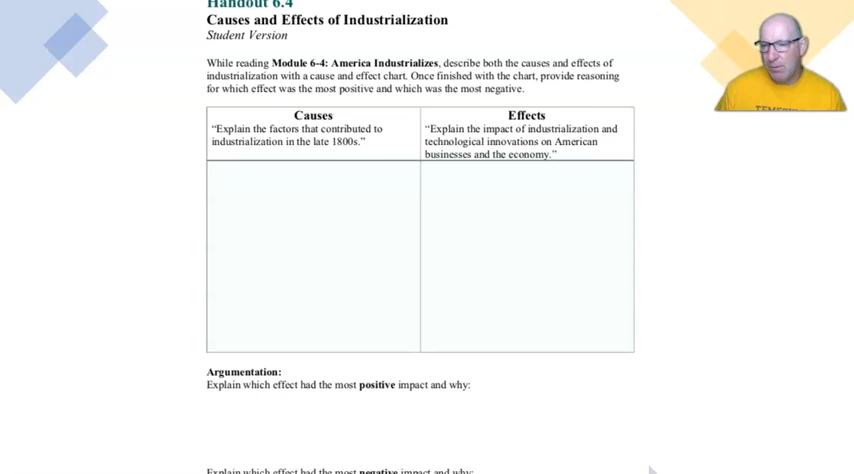 Handout 6.4
Causes and Effects of Industrialization
Student Version
While reading Module 6-4: America Industrializes, describe both the causes and effects of
industrialization with a cause and effect chart. Once finished with the chart, provide reasoning
for which effect was the most positive and which was the most negative.
Causes
“Explain the factors that contributed to
industrialization in the late 1800s.”
Effects
“Explain the impact of industrialization and
technological innovations on American
businesses and the economy.”
Argumentation:
Explain which effect had the most positive impact and why:
Explain which effect had the most negative impact and why: